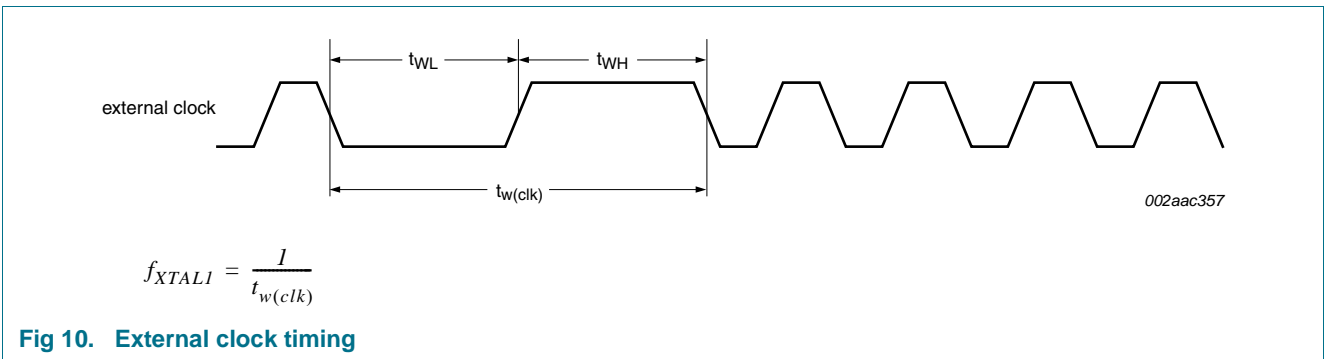 tWL
tWH
external clock
tw(clk)
002aac357
fXTAL1 = 1
tw(clk)
Fig 10. External clock timing